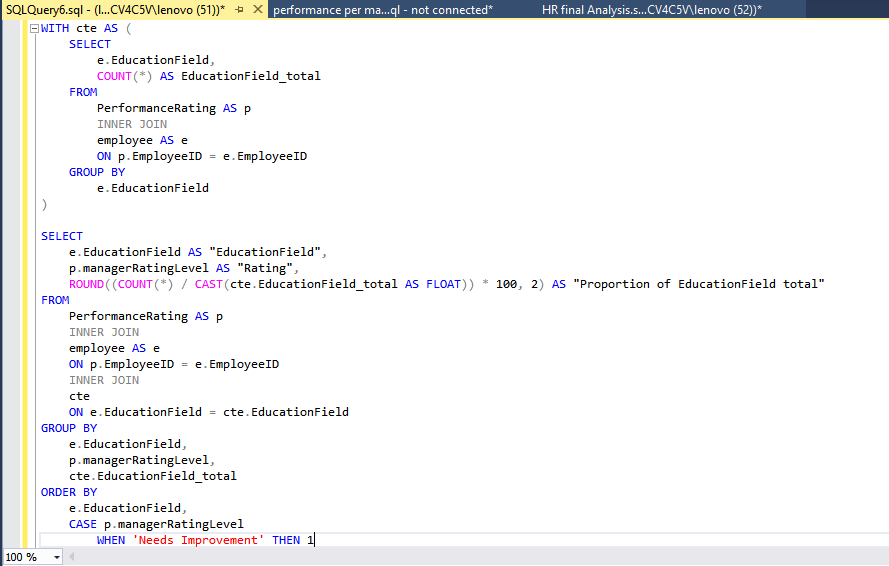 SQLQuery6.sql - (l...CV4C5V\lenovo (51))* performance per ma...ql - not connected* HR final Analysis.s...CV4C5V\lenovo (52))*
WITH cte AS (
SELECT
e.EducationField,
COUNT(*) AS EducationField_total
FROM
PerformanceRating AS p
INNER JOIN
employee AS e
ON p.EmployeeID = e.EmployeeID
GROUP BY
e.EducationField
)
SELECT
e.EducationField AS "EducationField",
p.managerRatingLevel AS "Rating",
ROUND((COUNT(*) / CAST(cte.EducationField_total AS FLOAT)) * 100, 2) AS "Proportion of EducationField total"
FROM
PerformanceRating AS p
INNER JOIN
employee AS e
ON p.EmployeeID = e.EmployeeID
INNER JOIN
cte
ON e.EducationField = cte.EducationField
GROUP BY
e.EducationField,
p.managerRatingLevel,
cte.EducationField_total
ORDER BY
e.EducationField,
CASE p.managerRatingLevel
WHEN 'Needs Improvement' THEN 1
100 %